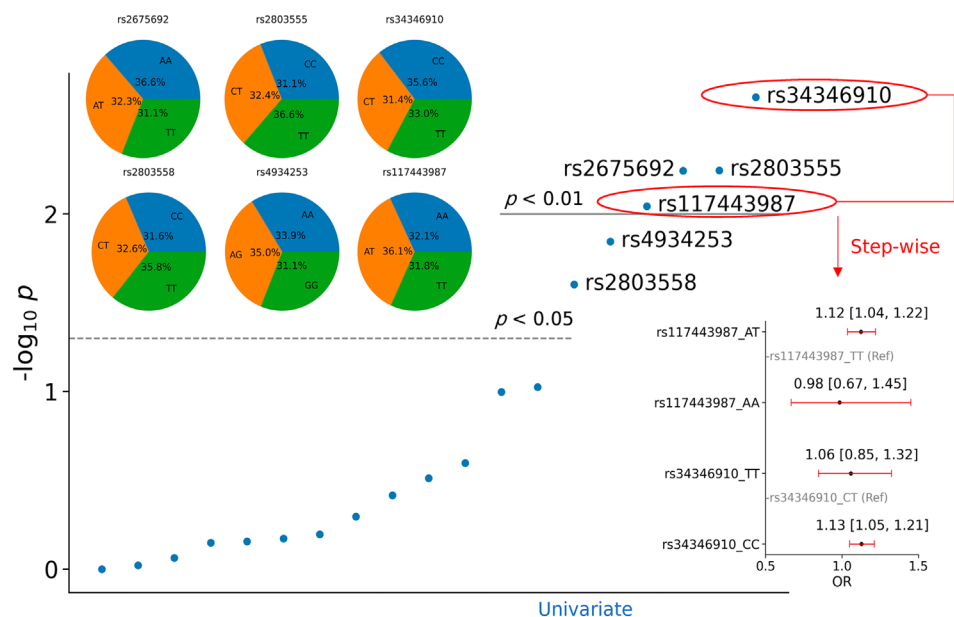 rs2675692
rs2803555
rs34346910
AA
36.6%
AT
32.3%
31.1%
TT
CC
31.1%
CT
32.4%
36.6%
TT
CC
35.6%
CT
31.4%
33.0%
TT
rs2803558
rs4934253
rs117443987
CC
31.6%
CT
32.6%
35.8%
TT
AA
33.9%
AG
35.0%
31.1%
GG
AA
32.1%
AT
36.1%
31.8%
TT
rs34346910
rs2675692
rs2803555
p < 0.01
rs117443987
rs4934253
rs2803558
p < 0.05
Step-wise
-log10 p
2
1
0
Univariate
1.12 [1.04, 1.22]
rs117443987_AT
rs117443987_TT (Ref)
0.98 [0.67, 1.45]
rs117443987_AA
1.06 [0.85, 1.32]
rs34346910_TT
rs34346910_CT (Ref)
1.13 [1.05, 1.21]
rs34346910_CC
0.5
1.0
1.5
OR